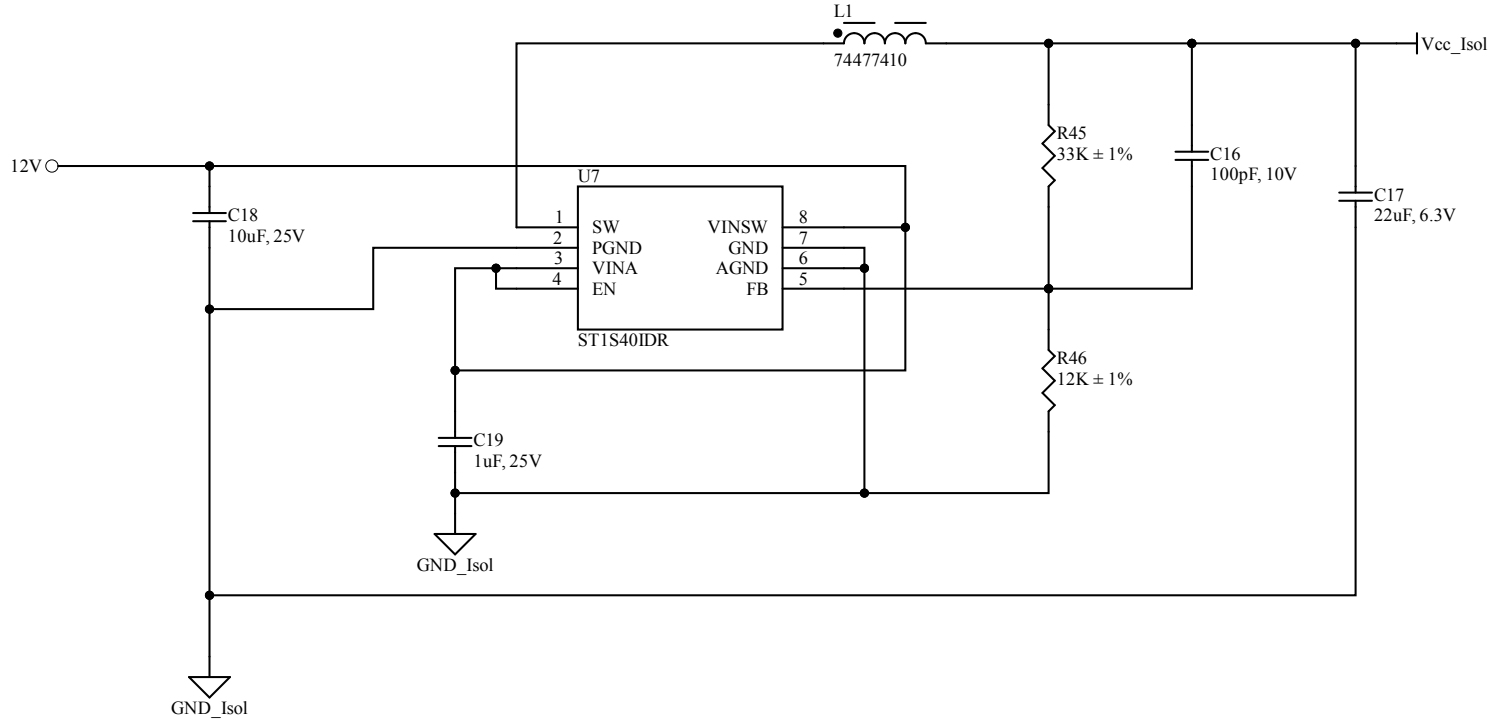 L1
74477410
Vcc_Isol
R45
33K ± 1%
C16
100pF, 10V
12V
U7
C18
10uF, 25V
C17
22uF, 6.3V
1 SW VINSW 8
2 PGND GND 7
3 VINA AGND 6
4 EN FB 5
ST1S40IDR
R46
12K ± 1%
C19
1uF, 25V
GND_Isol
GND_Isol